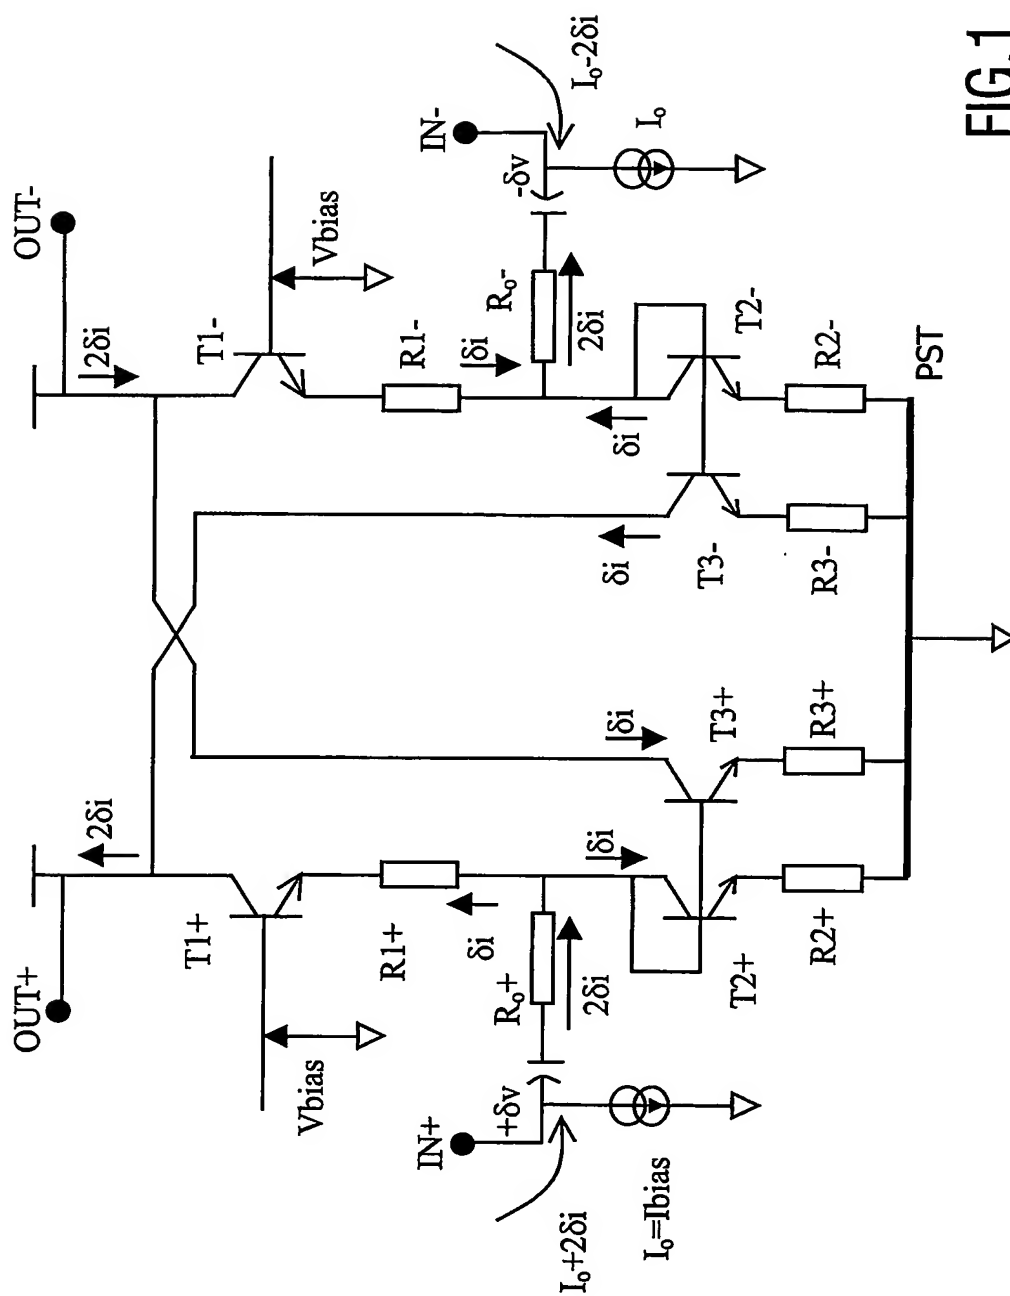 OUT+
OUT-
2δi
2δi
T1+
T1-
Vbias
Vbias
R1+
R1-
δi
δi
IN+
IN-
+δv
-δv
Rₒ+
Rₒ-
2δi
2δi
Iₒ+2δi
Iₒ-2δi
Iₒ=Ibias
Iₒ
δi
δi
δi
δi
T2+
T3+
T3-
T2-
R2+
R3+
R3-
R2-
PST
FIG.1